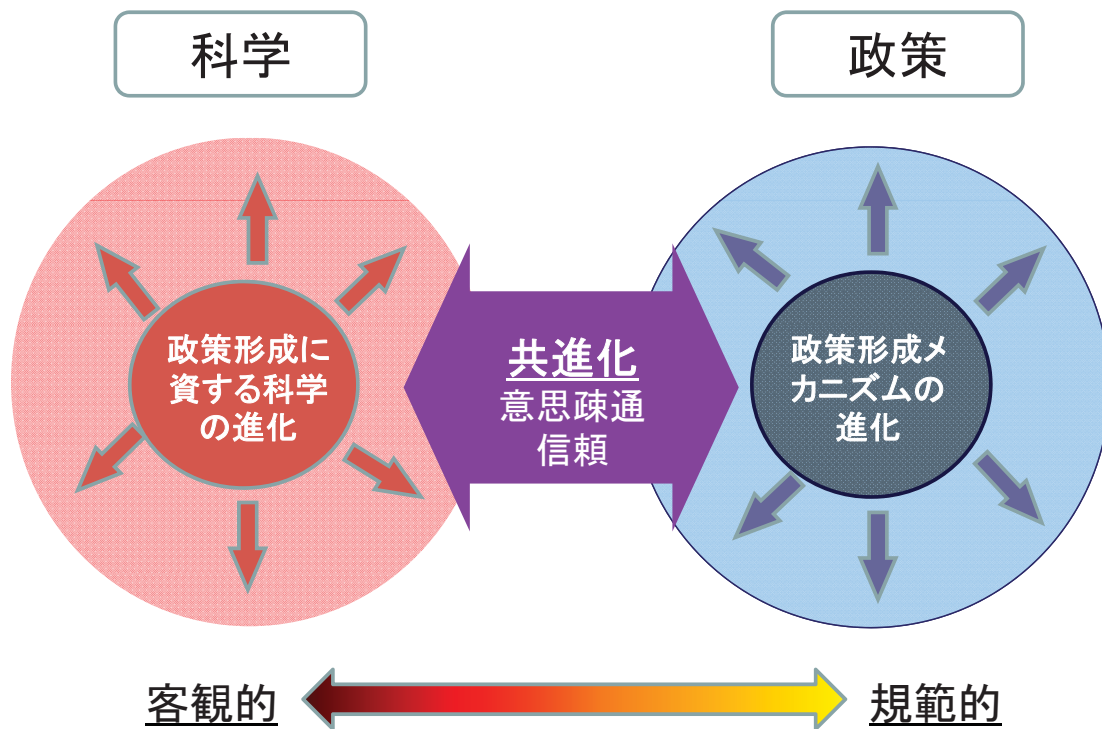 科学
政策
政策形成に
資する科学
の進化
共進化
意思疎通
信頼
政策形成メ
カニズムの
進化
客観的
規範的